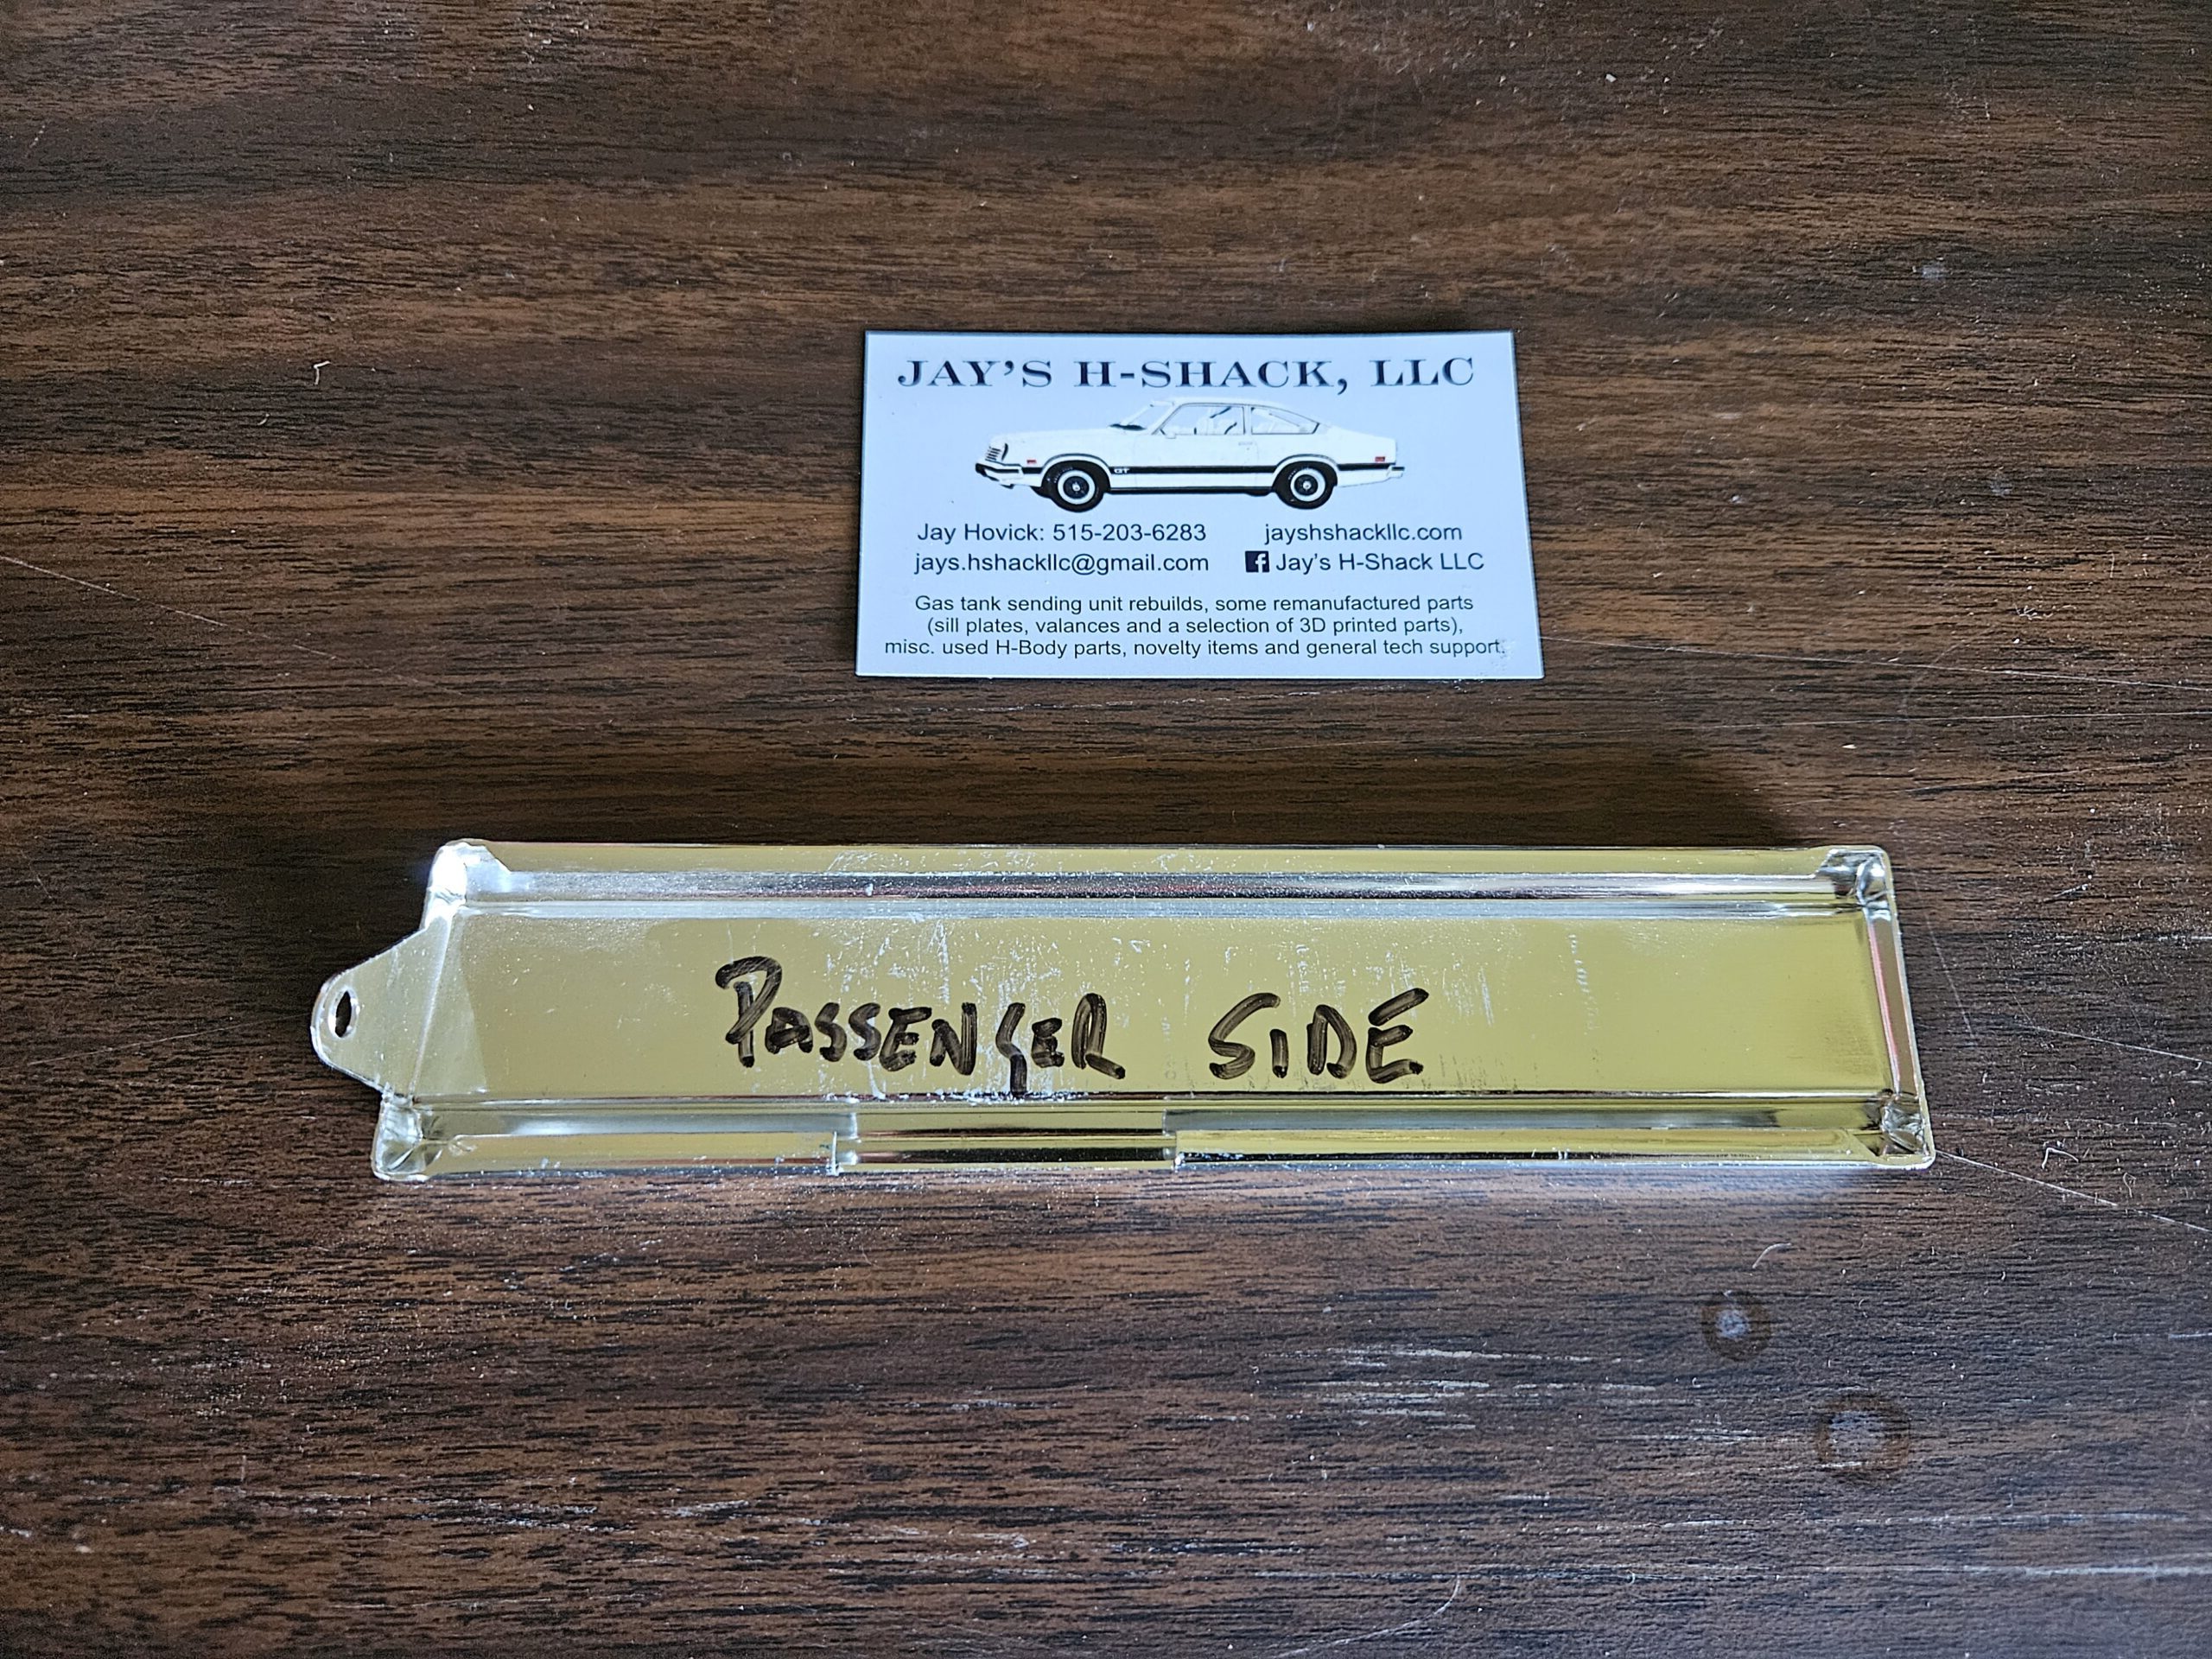 JAY'S H-SHACK, LLC
GT
Jay Hovick: 515-203-6283 jayshshackllc.com
jays.hshackllc@gmail.com Jay's H-Shack LLC
Gas tank sending unit rebuilds, some remanufactured parts
(sill plates, valances and a selection of 3D printed parts),
misc. used H-Body parts, novelty items and general tech support.
PASSENGER SIDE